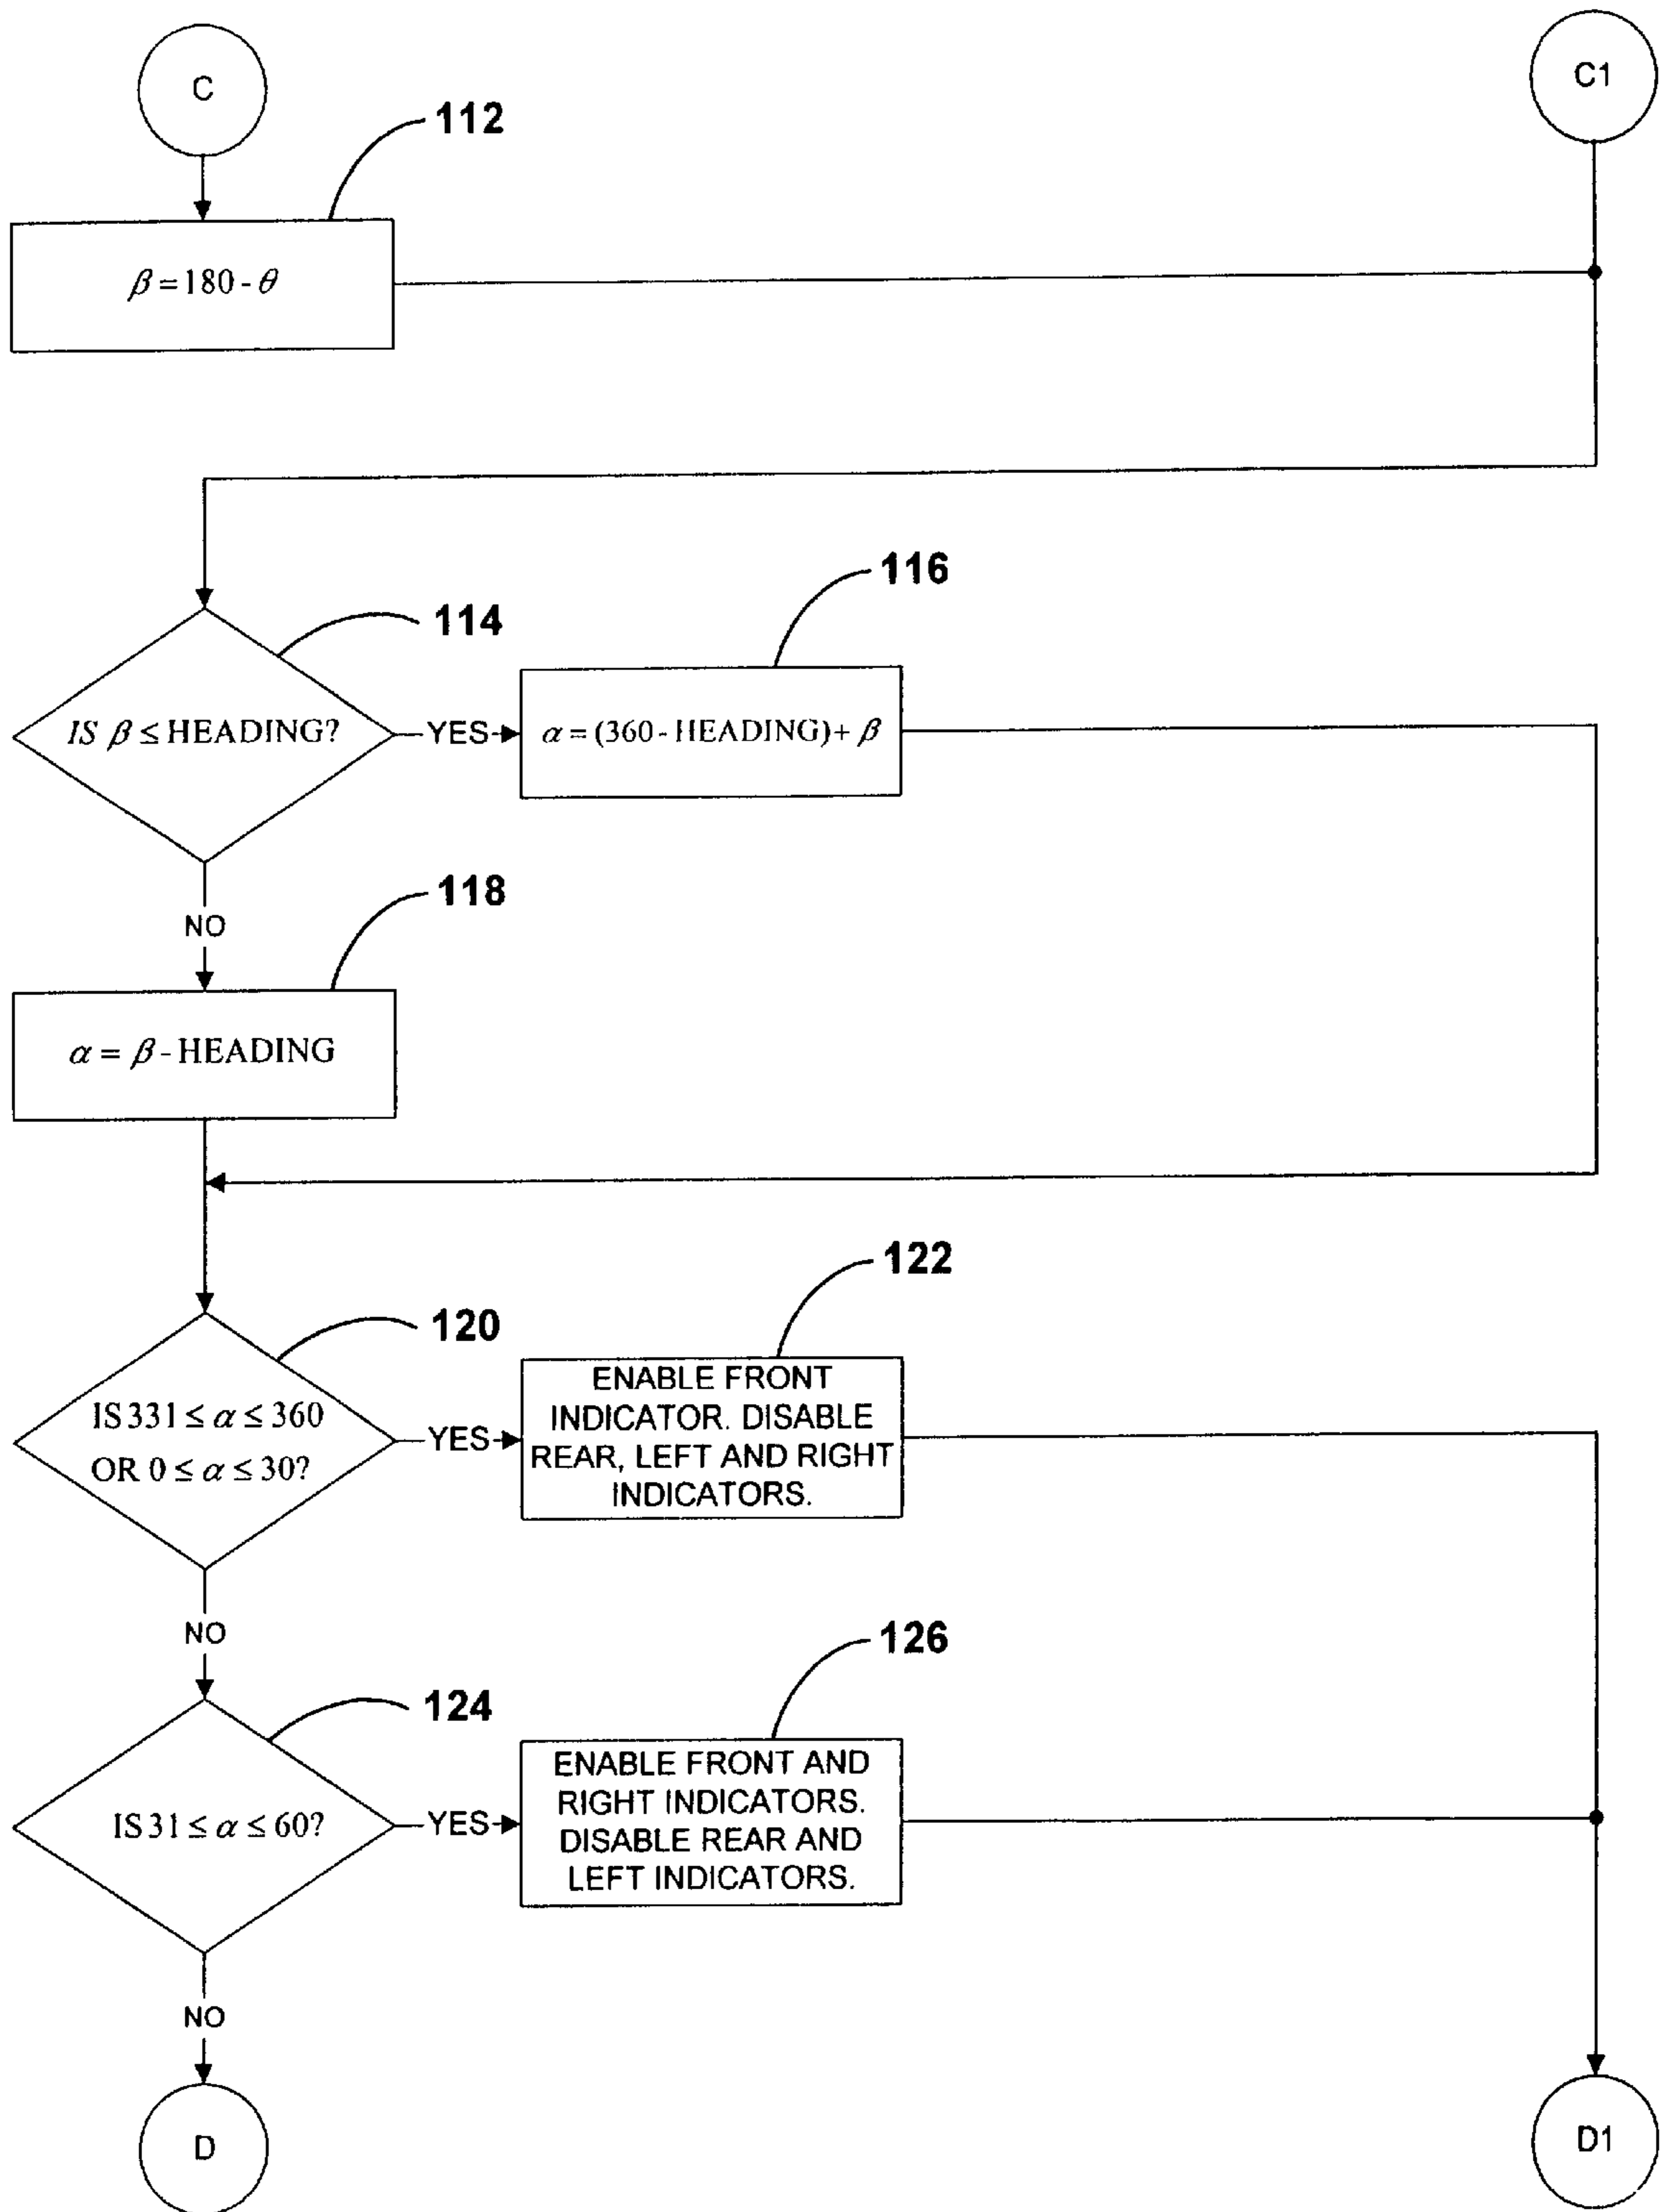 C
C1
112
β = 180 - θ
116
114
IS β ≤ HEADING?
YES
α = (360 - HEADING) + β
118
NO
α = β - HEADING
122
120
IS 331 ≤ α ≤ 360
OR 0 ≤ α ≤ 30?
YES
ENABLE FRONT
INDICATOR. DISABLE
REAR, LEFT AND RIGHT
INDICATORS.
NO
126
124
IS 31 ≤ α ≤ 60?
YES
ENABLE FRONT AND
RIGHT INDICATORS.
DISABLE REAR AND
LEFT INDICATORS.
NO
D
D1